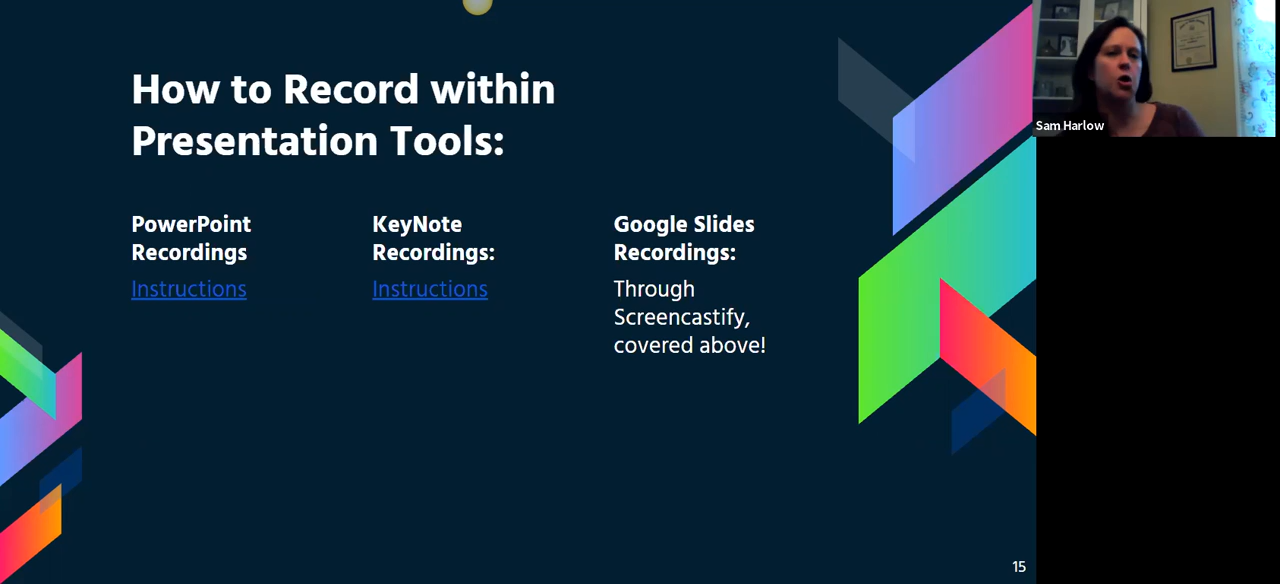 How to Record within
Presentation Tools:
PowerPoint
Recordings
Instructions
KeyNote
Recordings:
Instructions
Google Slides
Recordings:
Through
Screencastify,
covered above!
15
Sam Harlow